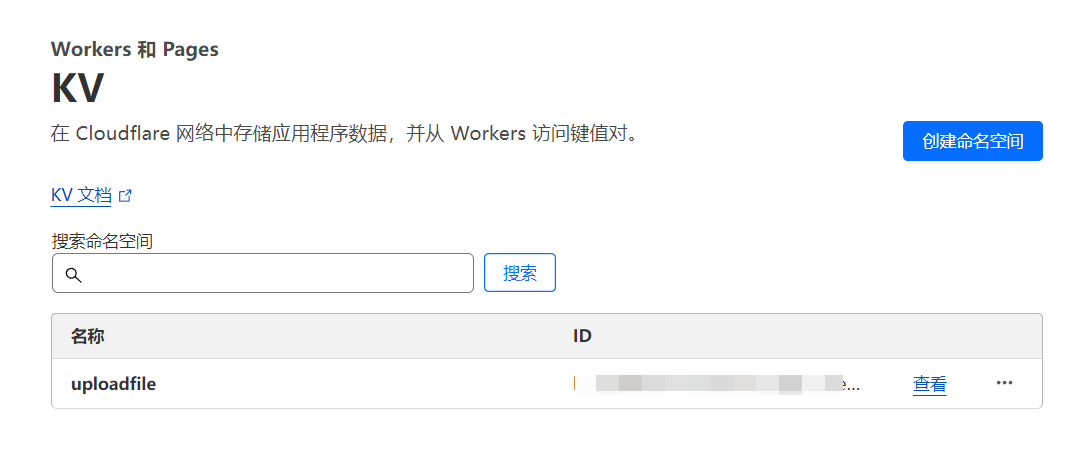 Workers 和 Pages
KV
在 Cloudflare 网络中存储应用程序数据，并从 Workers 访问键值对。
创建命名空间
KV 文档
搜索命名空间
搜索
名称 ID
uploadfile e... 查看 ···